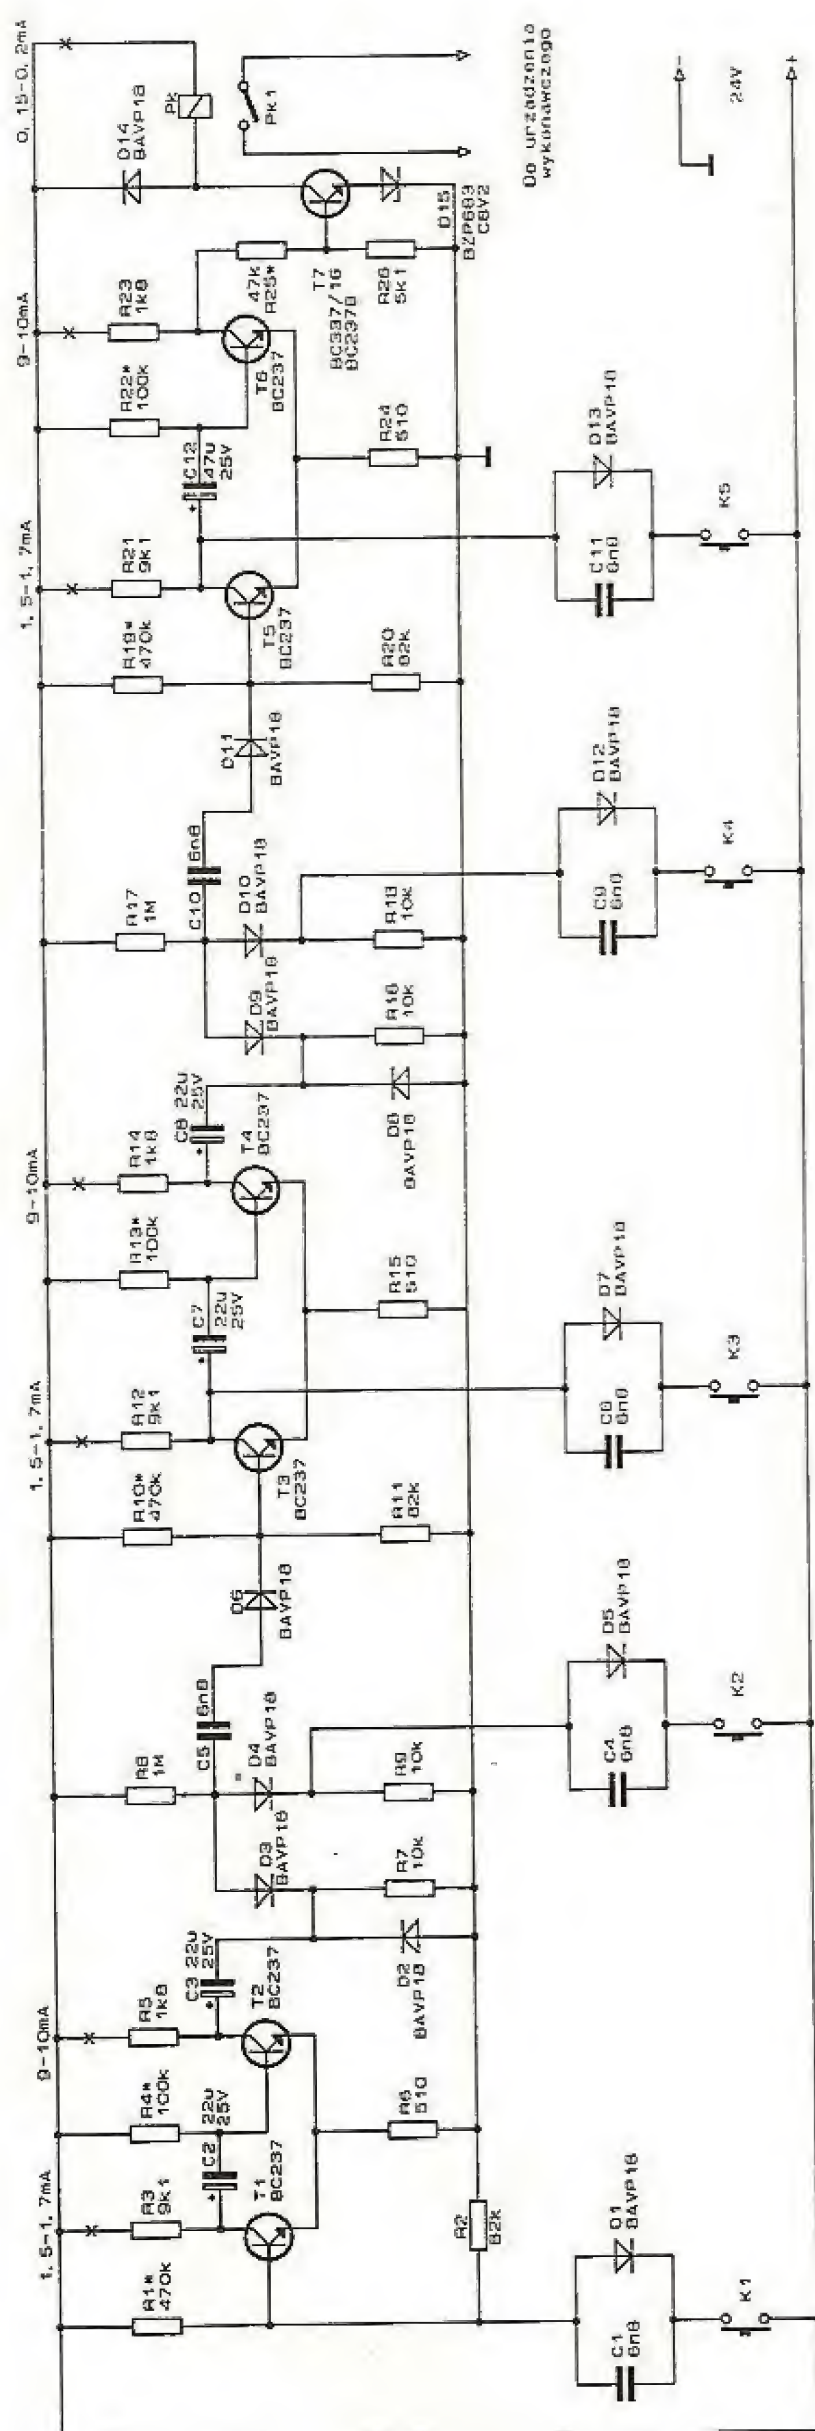 1.5-1.7mA
9-10mA
1.5-1.7mA
9-10mA
1.5-1.7mA
9-10mA
0.15-0.2mA
R1*
470k
R3
9k1
R4*
100k
R5
1k8
C2
22u
25V
C3 22u
25V
T1
BC237
T2
BC237
R2
82k
R6
510
D2
BAVP18
D3
BAVP18
R7
10k
R8
1M
C5
6n8
D4
BAVP18
R9
10k
D6
BAVP18
R10*
470k
R11
82k
R12
9k1
T3
BC237
C7
22u
25V
R13*
100k
R14
1k8
R15
510
T4
BC237
C8 22u
25V
D8
BAVP18
D9
BAVP18
R16
10k
R17
1M
C10
6n8
D10
BAVP18
R18
10k
D11
BAVP18
R19*
470k
R20
82k
R21
9k1
T5
BC237
C12
47u
25V
R22*
100k
R23
1k8
T6
BC237
R24
510
47k
R25*
T7
BC337/16
BC237B
R26
5k1
D14
BAVP18
PK
PK1
D15
BZP683
C8V2
Do urządzenia
wykonawczego
C1
6n8
D1
BAVP18
K1
C4
6n8
D5
BAVP18
K2
C6
6n8
D7
BAVP18
K3
C9
6n8
D12
BAVP18
K4
C11
6n8
D13
BAVP18
K5
-
24V
+